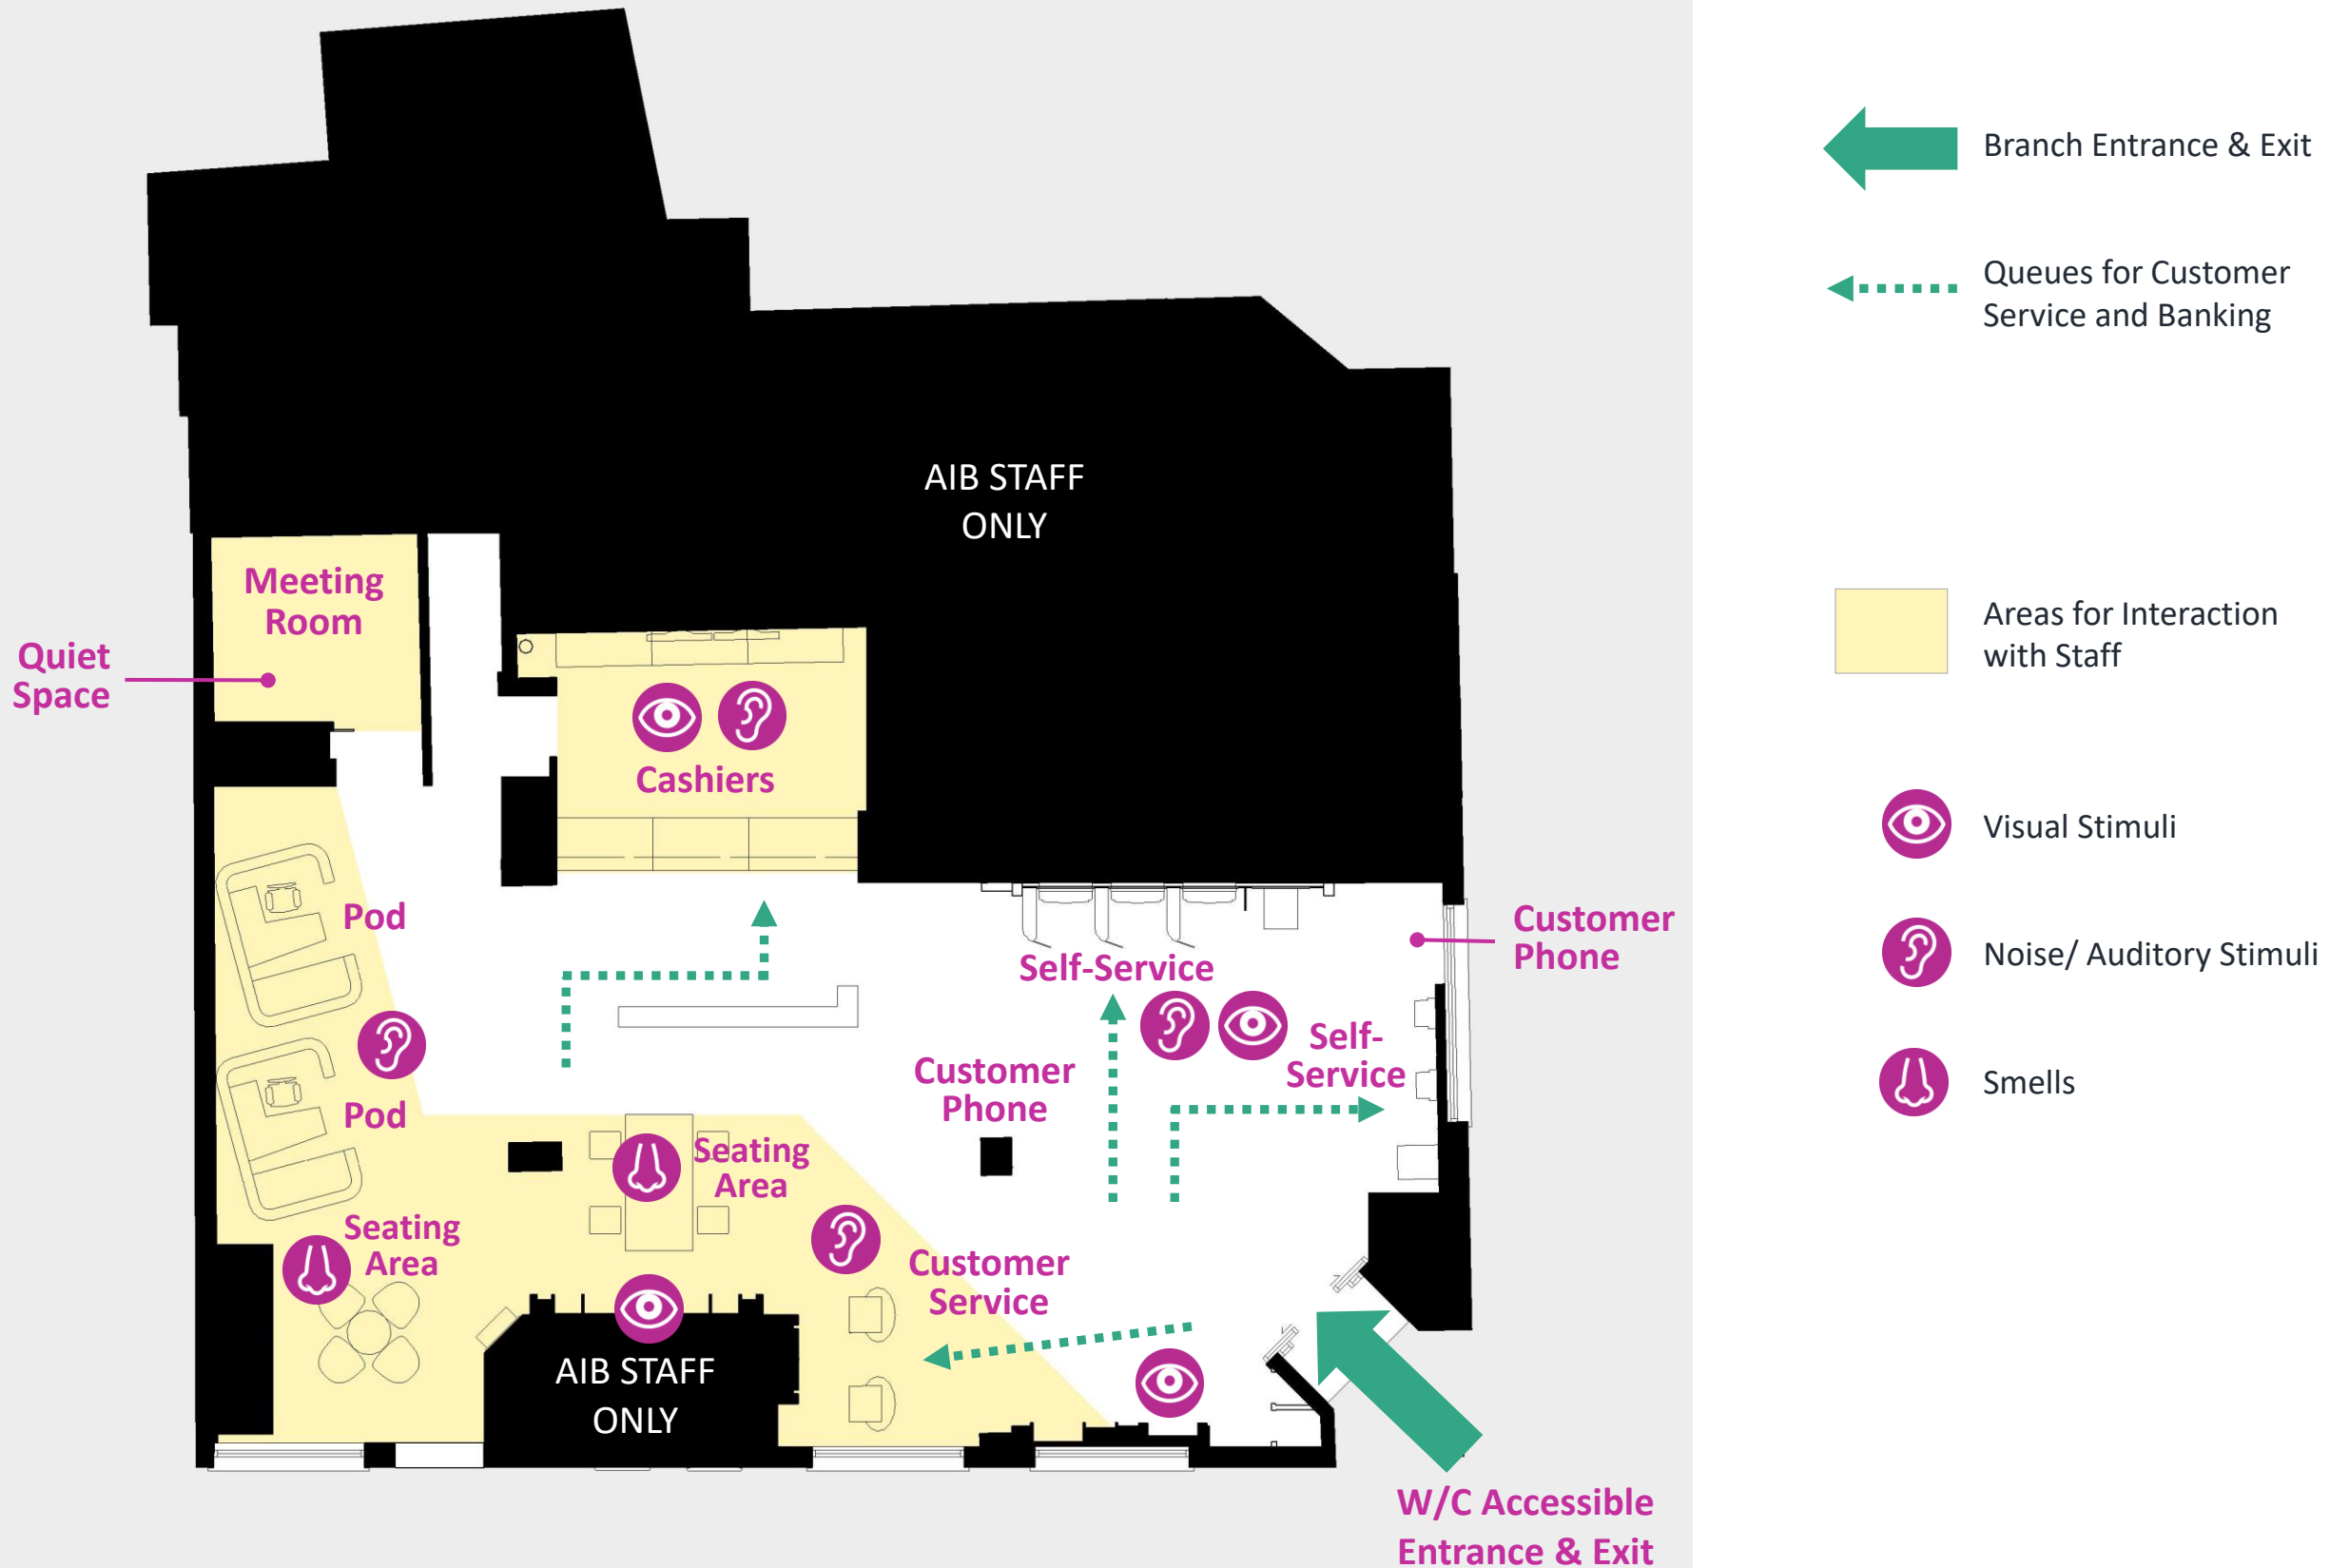 Branch Entrance & Exit
Queues for Customer
Service and Banking
Areas for Interaction
with Staff
Visual Stimuli
Noise/ Auditory Stimuli
Smells
AIB STAFF
ONLY
Meeting
Room
Quiet
Space
Cashiers
Pod
Customer
Phone
Self-Service
Self-
Service
Customer
Phone
Pod
Seating
Area
Seating
Area
Customer
Service
AIB STAFF
ONLY
W/C Accessible
Entrance & Exit